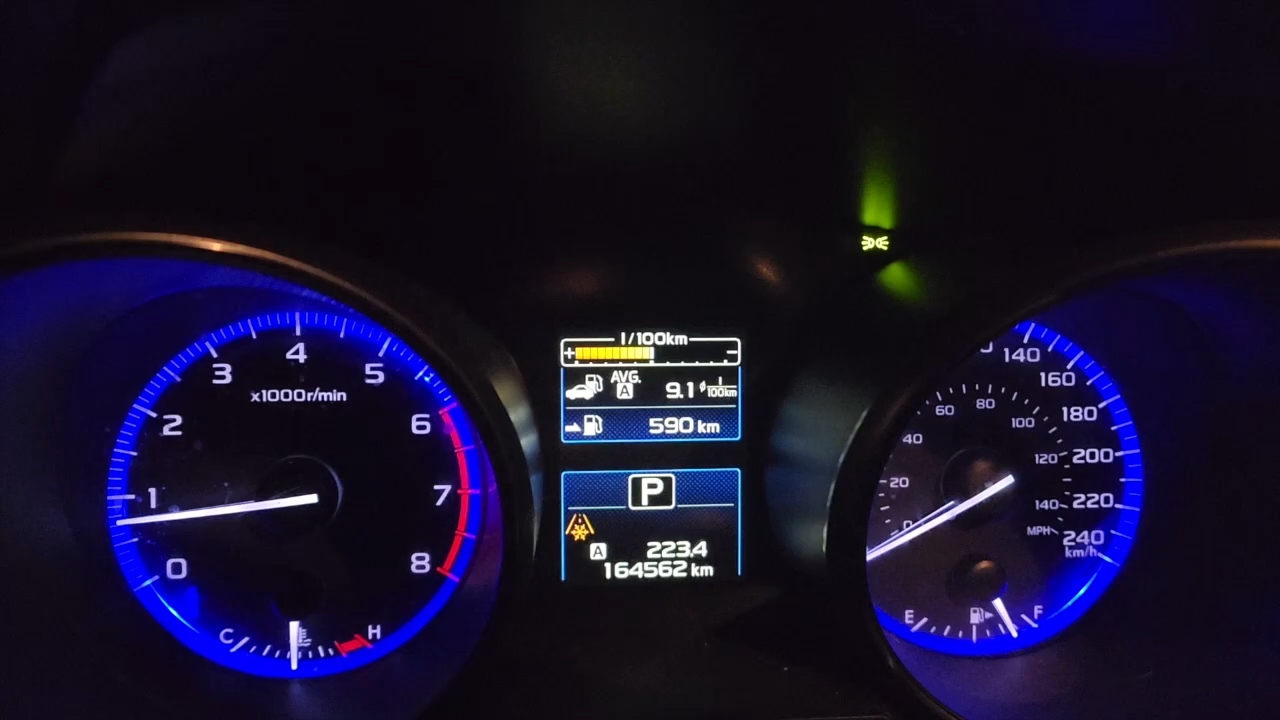 4
3
5
x1000r/min
2
6
1
7
0
8
C
H
l/100km
+
-
AVG.
A
9.1 l/100km
590 km
P
A
223.4
164562 km
140
160
180
200
220
240
km/h
0
20
40
60
80
100
120
140
MPH
E
F